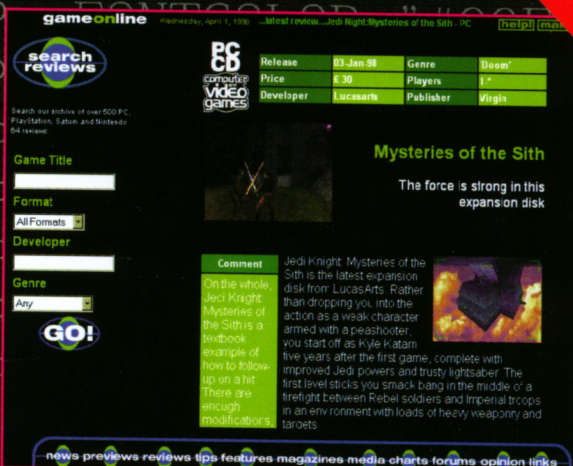 gameonline
Wednesday, April 1, 1998 ...latest review...Jedi Night:Mysteries of the Sith - PC
help!
search
reviews
Search our archive of over 500 PC,
PlayStation, Saturn and Nintendo
64 reviews!
Game Title
Format
All Formats
Developer
Genre
Any
GO!
PC
CD
computer
video
games
Release 03-Jan-98 Genre 'Doom'
Price £ 30 Players 1 *
Developer Lucasarts Publisher Virgin
Mysteries of the Sith
The force is strong in this
expansion disk
Comment
On the whole,
Jedi Knight
Mysteries of
the Sith is a
textbook
example of
how to follow-
up on a hit
There are
enough
modifications,
Jedi Knight: Mysteries of the
Sith is the latest expansion
disk from LucasArts. Rather
than dropping you into the
action as a weak character
armed with a peashooter,
you start off as Kyle Katarn
five years after the first game, complete with
improved Jedi powers and trusty lightsaber. The
first level sticks you smack bang in the middle of a
firefight between Rebel soldiers and Imperial troops
in an environment with loads of heavy weaponry and
targets.
news previews reviews tips features magazines media charts forums opinion links